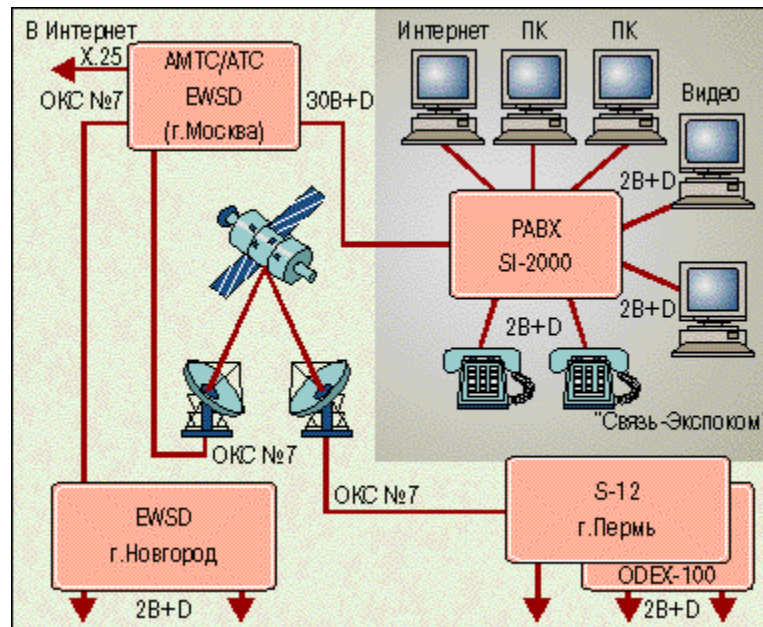 В Интернет
X.25
ОКС №7
АМТС/АТС
EWSD
(г.Москва)
30B+D
Интернет
ПК
ПК
Видео
2B+D
PABX
SI-2000
2B+D
2B+D
"Связь-Экспоком"
ОКС №7
ОКС №7
EWSD
г.Новгород
2B+D
S-12
г.Пермь
ODEX-100
2B+D